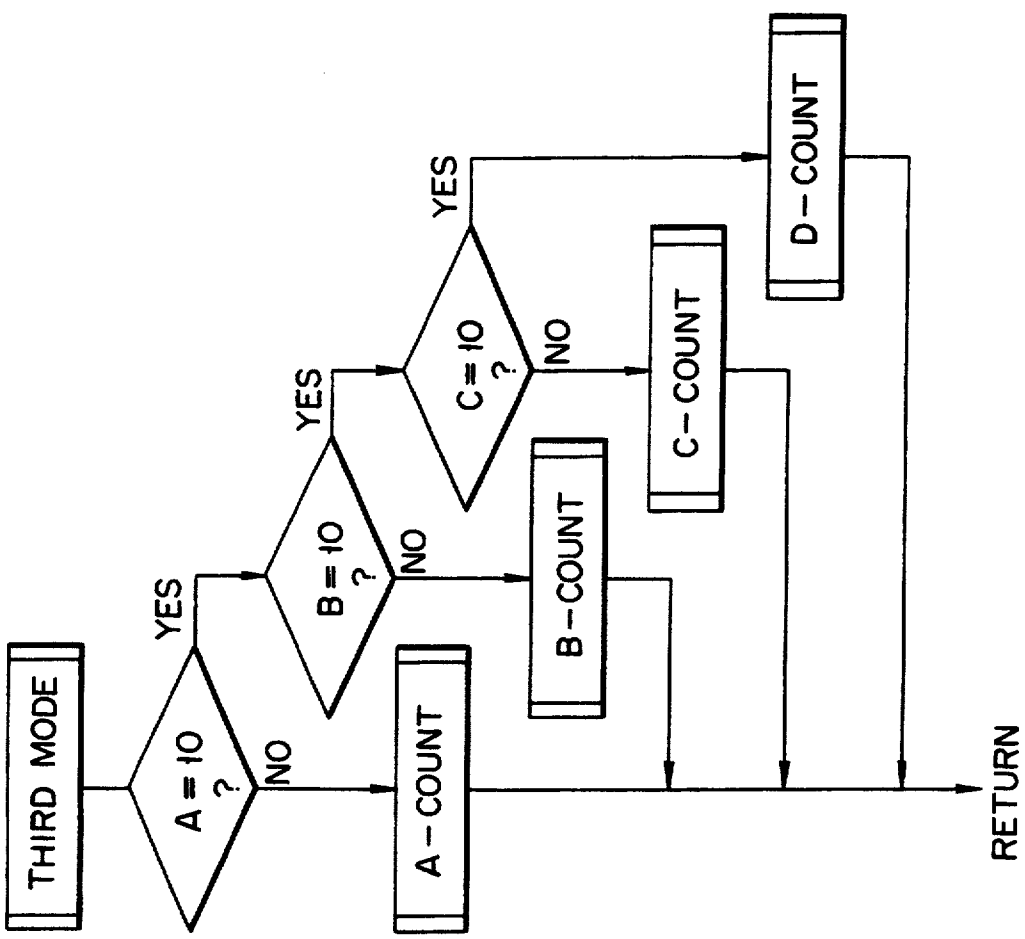 THIRD MODE
A = 10
?
YES
NO
A-COUNT
B = 10
?
YES
NO
B-COUNT
C = 10
?
YES
NO
C-COUNT
D-COUNT
RETURN